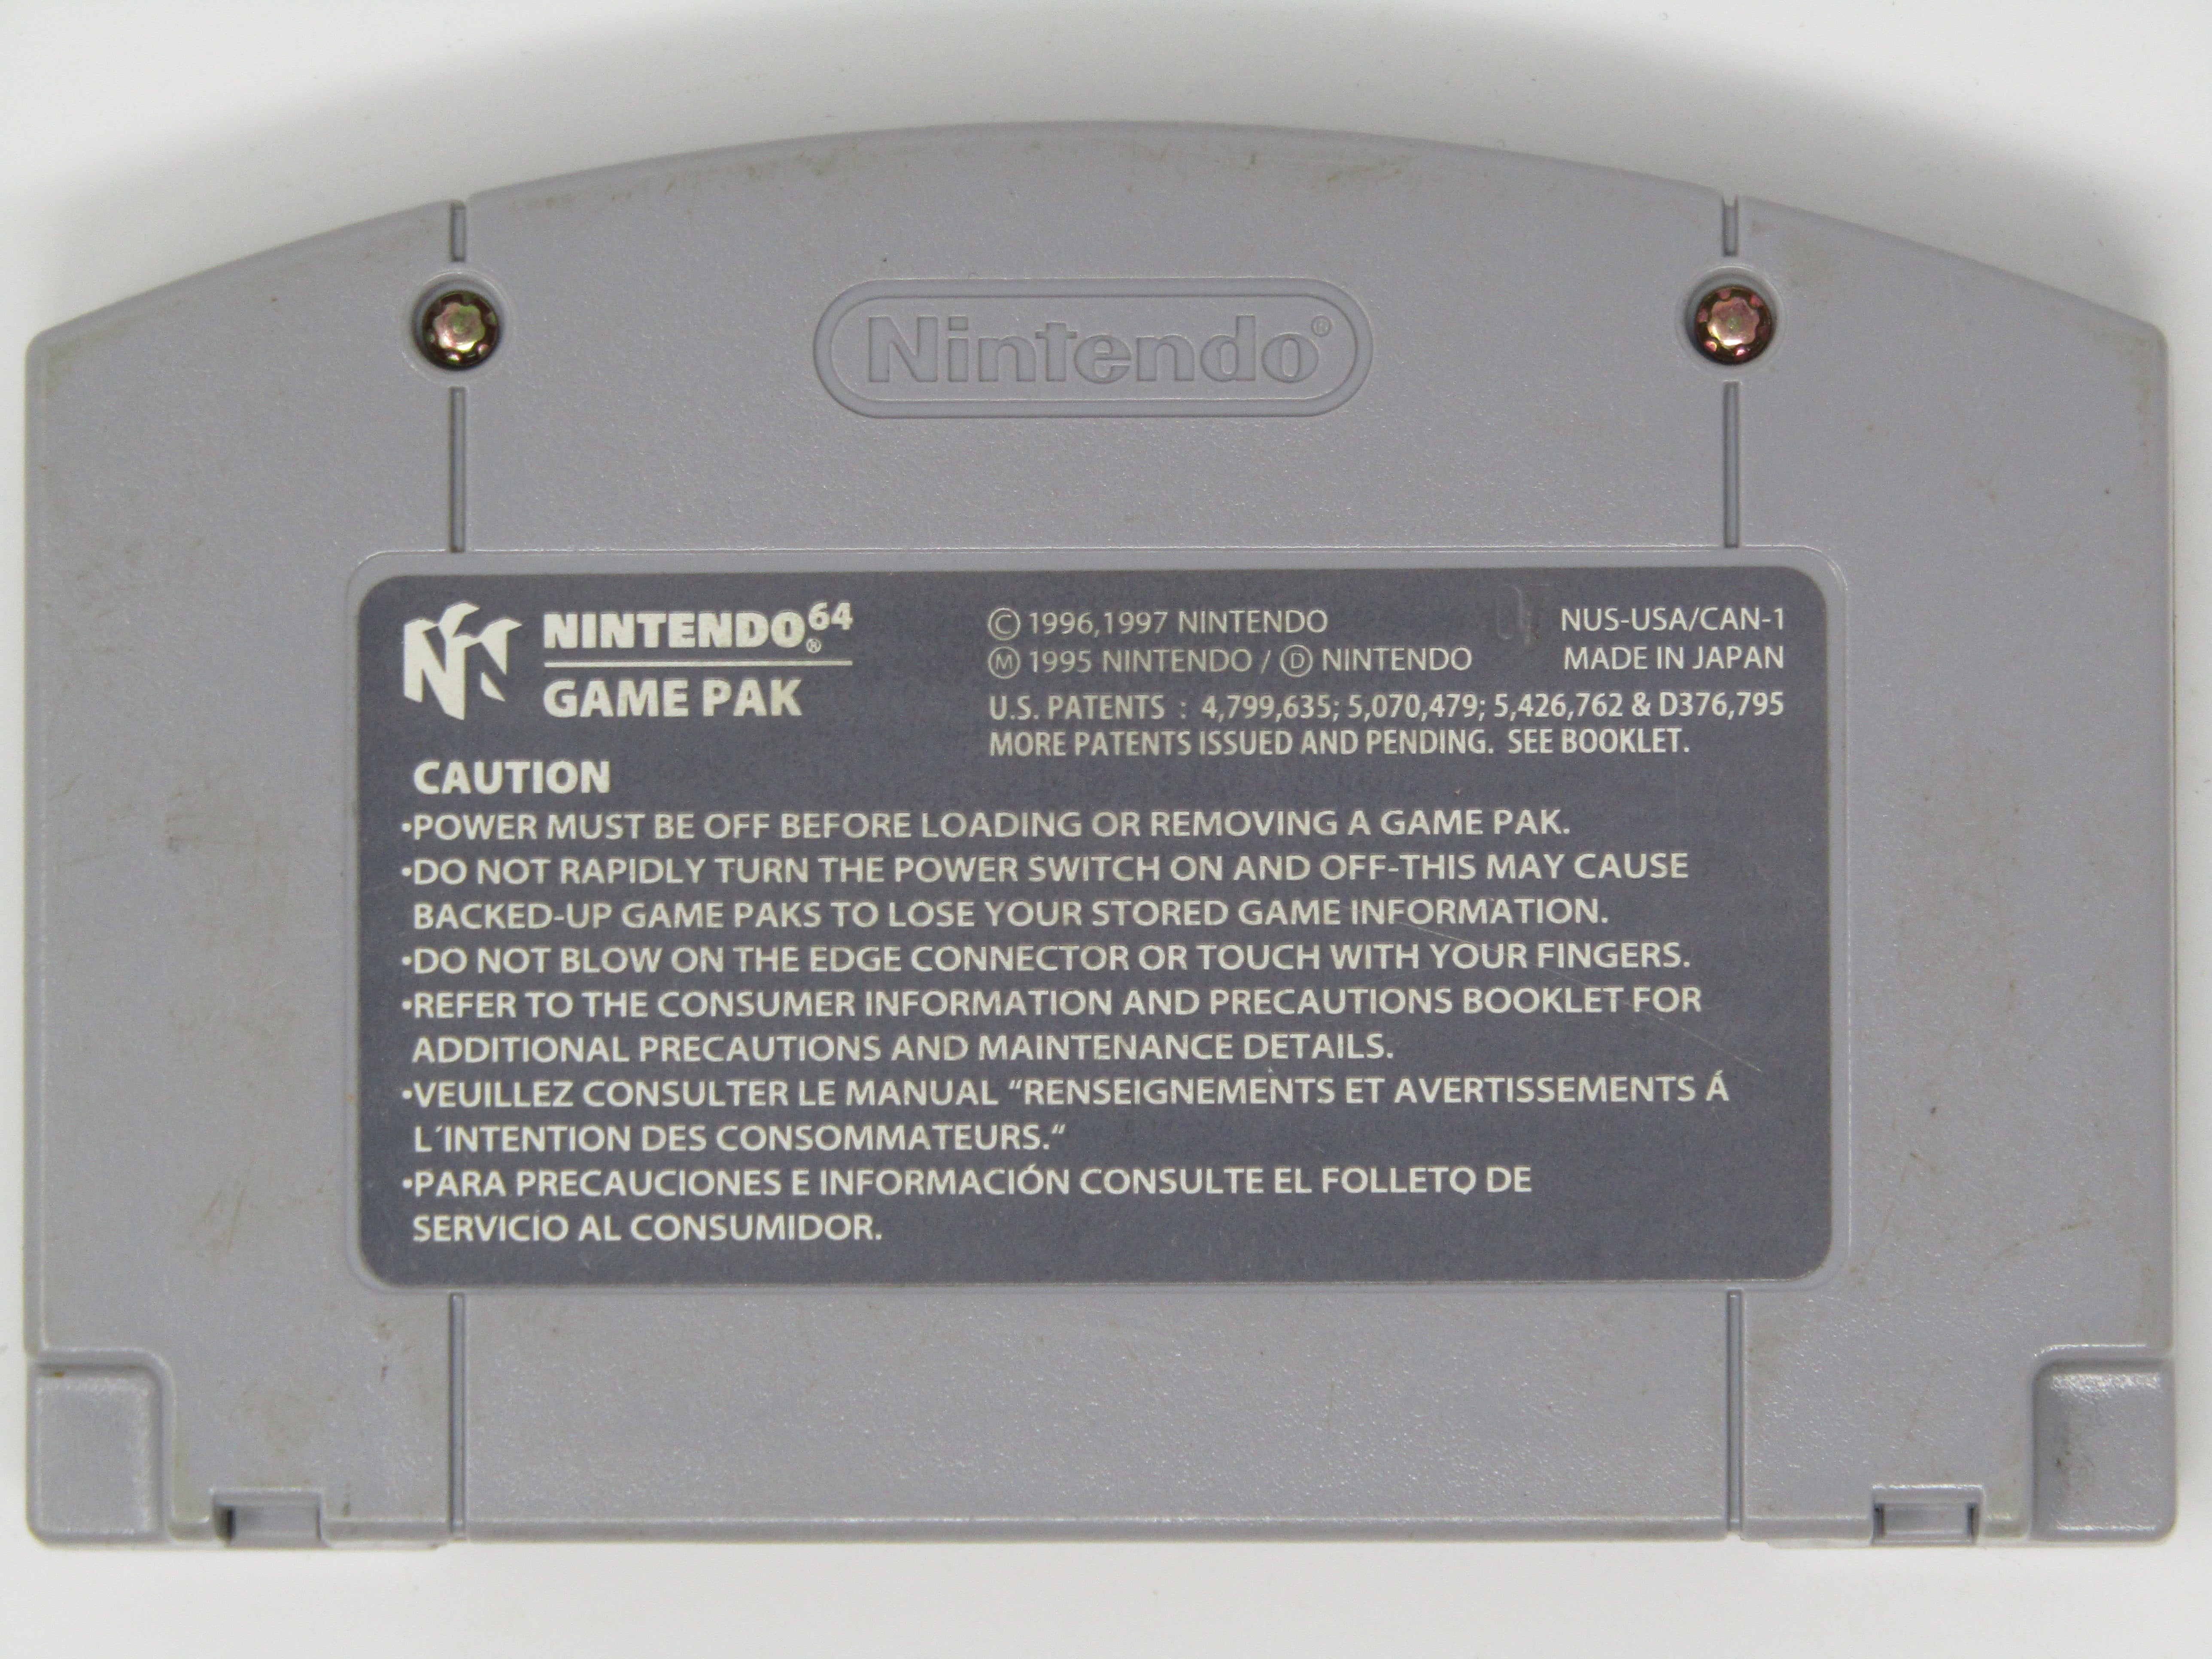 Nintendo®
NINTENDO®64
GAME PAK
© 1996,1997 NINTENDO
Ⓜ 1995 NINTENDO / Ⓓ NINTENDO
NUS-USA/CAN-1
MADE IN JAPAN
U.S. PATENTS : 4,799,635; 5,070,479; 5,426,762 & D376,795
MORE PATENTS ISSUED AND PENDING. SEE BOOKLET.
CAUTION
•POWER MUST BE OFF BEFORE LOADING OR REMOVING A GAME PAK.
•DO NOT RAPIDLY TURN THE POWER SWITCH ON AND OFF-THIS MAY CAUSE
BACKED-UP GAME PAKS TO LOSE YOUR STORED GAME INFORMATION.
•DO NOT BLOW ON THE EDGE CONNECTOR OR TOUCH WITH YOUR FINGERS.
•REFER TO THE CONSUMER INFORMATION AND PRECAUTIONS BOOKLET FOR
ADDITIONAL PRECAUTIONS AND MAINTENANCE DETAILS.
•VEUILLEZ CONSULTER LE MANUAL “RENSEIGNEMENTS ET AVERTISSEMENTS Á
L´INTENTION DES CONSOMMATEURS.“
•PARA PRECAUCIONES E INFORMACIÓN CONSULTE EL FOLLETO DE
SERVICIO AL CONSUMIDOR.